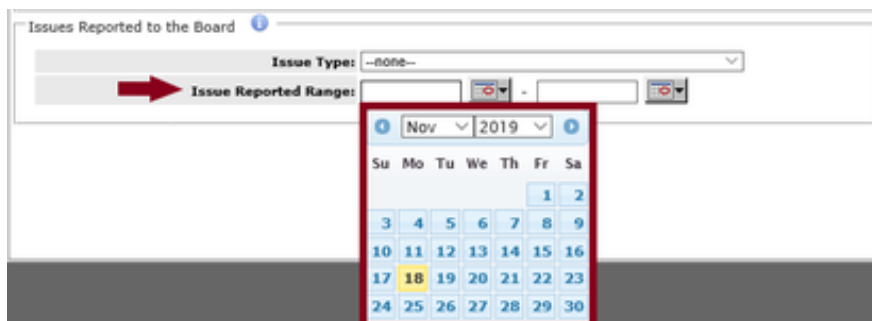 Issues Reported to the Board i
Issue Type: --none--
Issue Reported Range: -
Nov 2019
Su Mo Tu We Th Fr Sa
1 2
3 4 5 6 7 8 9
10 11 12 13 14 15 16
17 18 19 20 21 22 23
24 25 26 27 28 29 30